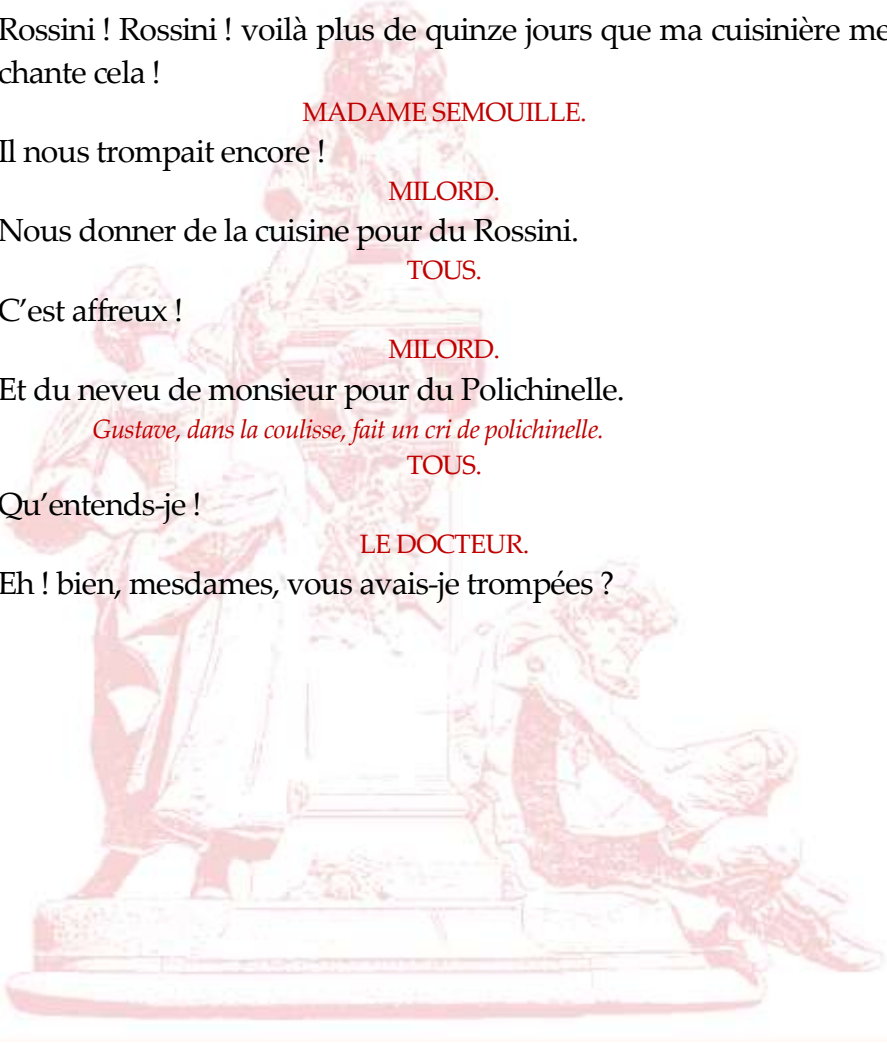 Rossini ! Rossini ! voilà plus de quinze jours que ma cuisinière me
chante cela !
MADAME SEMOUILLE.
Il nous trompait encore !
MILORD.
Nous donner de la cuisine pour du Rossini.
TOUS.
C’est affreux !
MILORD.
Et du neveu de monsieur pour du Polichinelle.
Gustave, dans la coulisse, fait un cri de polichinelle.
TOUS.
Qu’entends-je !
LE DOCTEUR.
Eh ! bien, mesdames, vous avais-je trompées ?